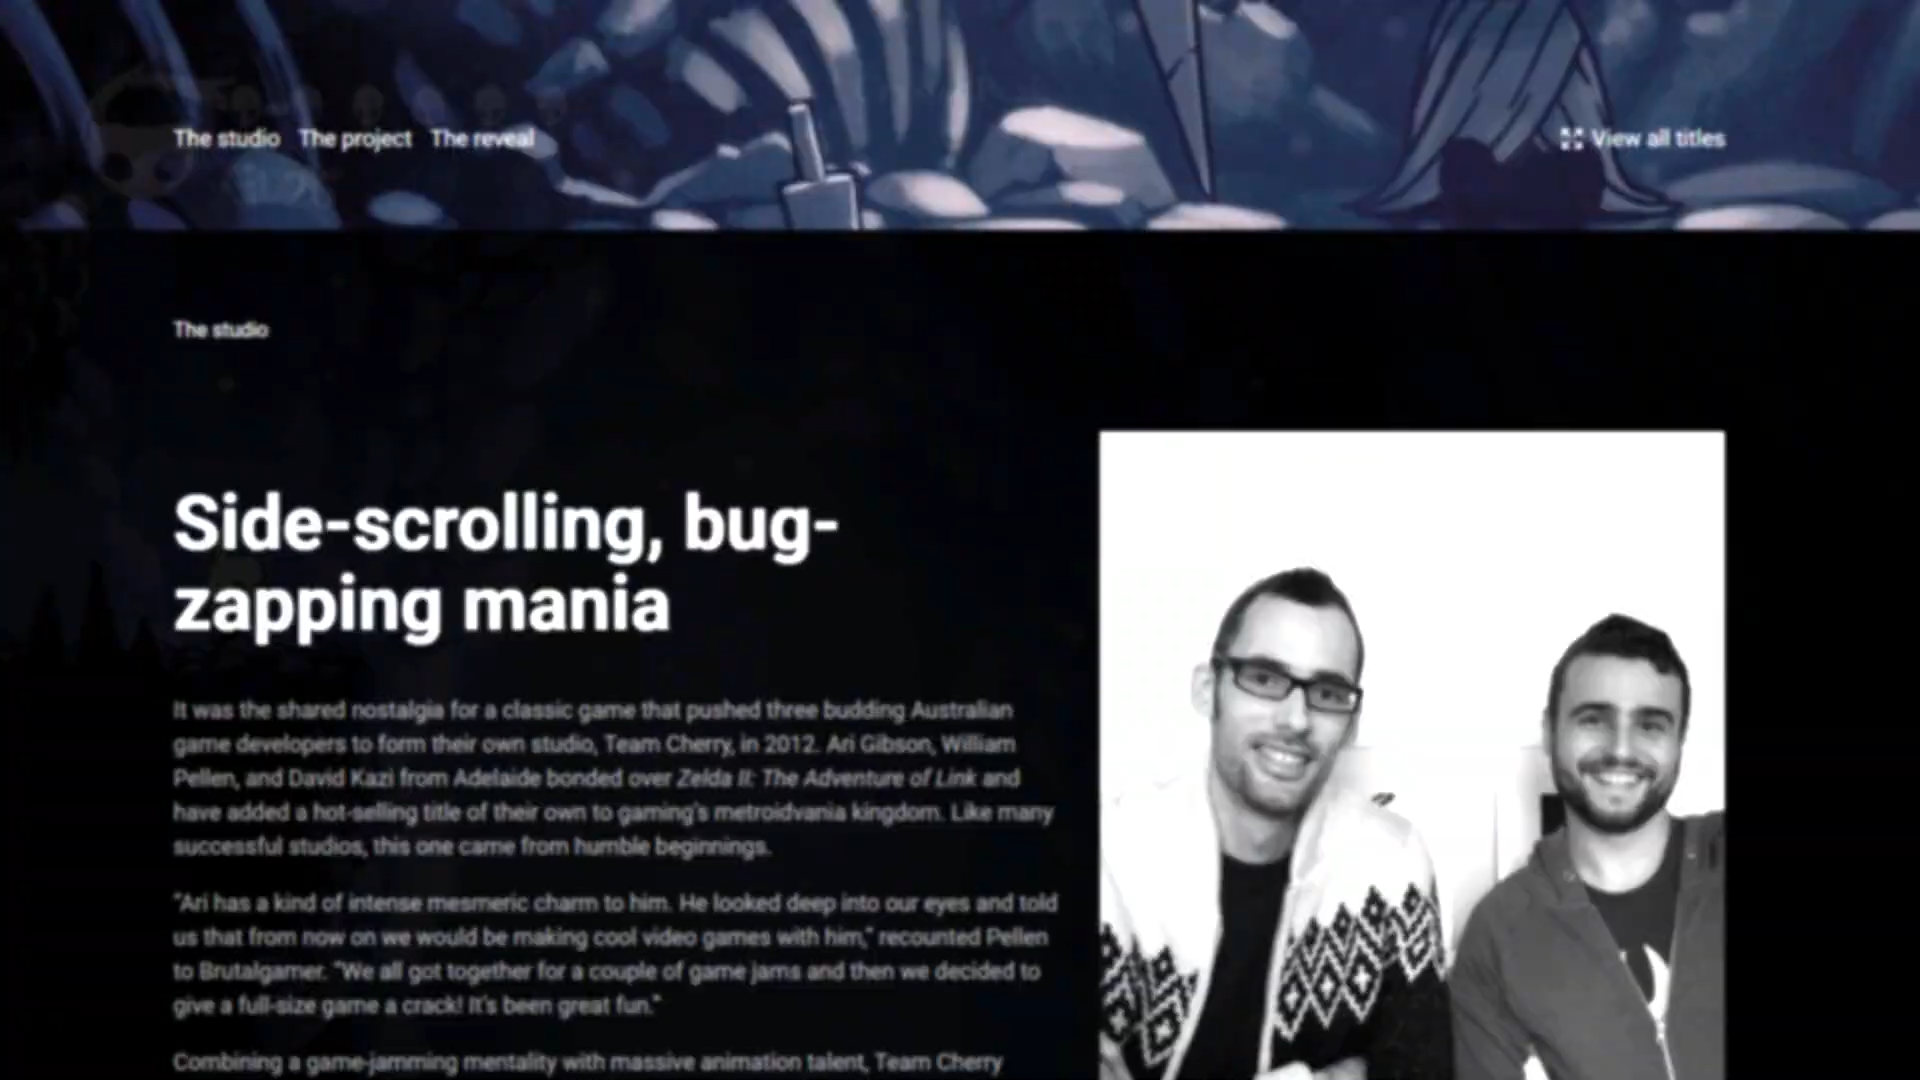 The studio The project The reveal
View all titles
The studio
Side-scrolling, bug-
zapping mania
It was the shared nostalgia for a classic game that pushed three budding Australian
game developers to form their own studio, Team Cherry, in 2012. Ari Gibson, William
Pellen, and David Kazi from Adelaide bonded over Zelda II: The Adventure of Link and
have added a hot-selling title of their own to gaming's metroidvania kingdom. Like many
successful studios, this one came from humble beginnings.
"Ari has a kind of intense mesmeric charm to him. He looked deep into our eyes and told
us that from now on we would be making cool video games with him," recounted Pellen
to Brutalgamer. "We all got together for a couple of game jams and then we decided to
give a full-size game a crack! It's been great fun."
Combining a game-jamming mentality with massive animation talent, Team Cherry